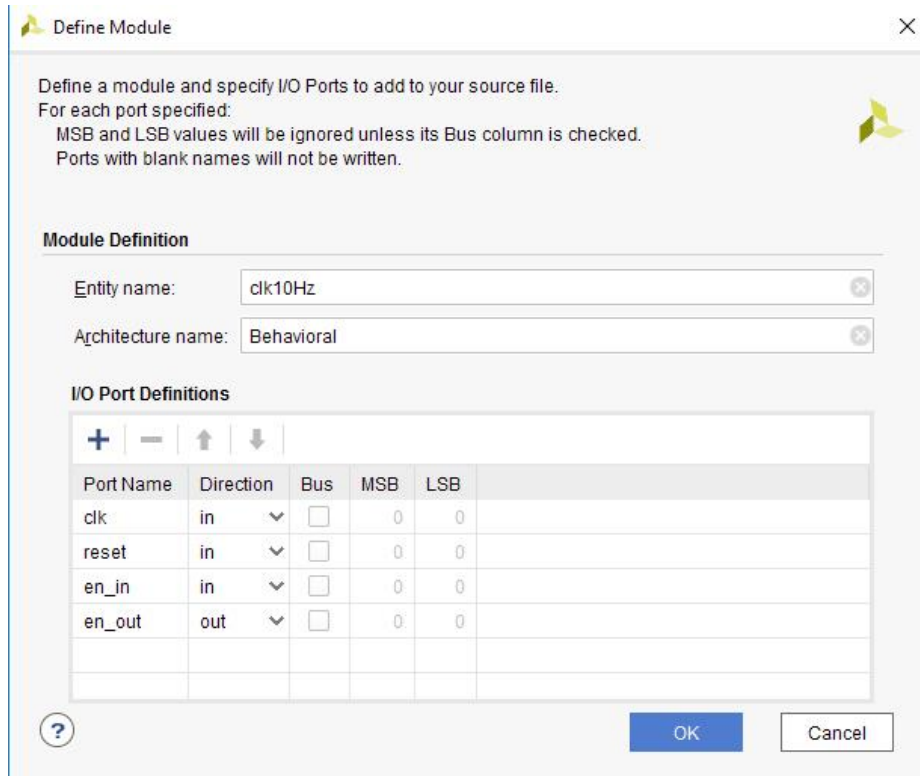 Define Module
Define a module and specify I/O Ports to add to your source file.
For each port specified:
MSB and LSB values will be ignored unless its Bus column is checked.
Ports with blank names will not be written.
Module Definition
Entity name: clk10Hz
Architecture name: Behavioral
I/O Port Definitions
Port Name Direction Bus MSB LSB
clk in 0 0
reset in 0 0
en_in in 0 0
en_out out 0 0
? OK Cancel